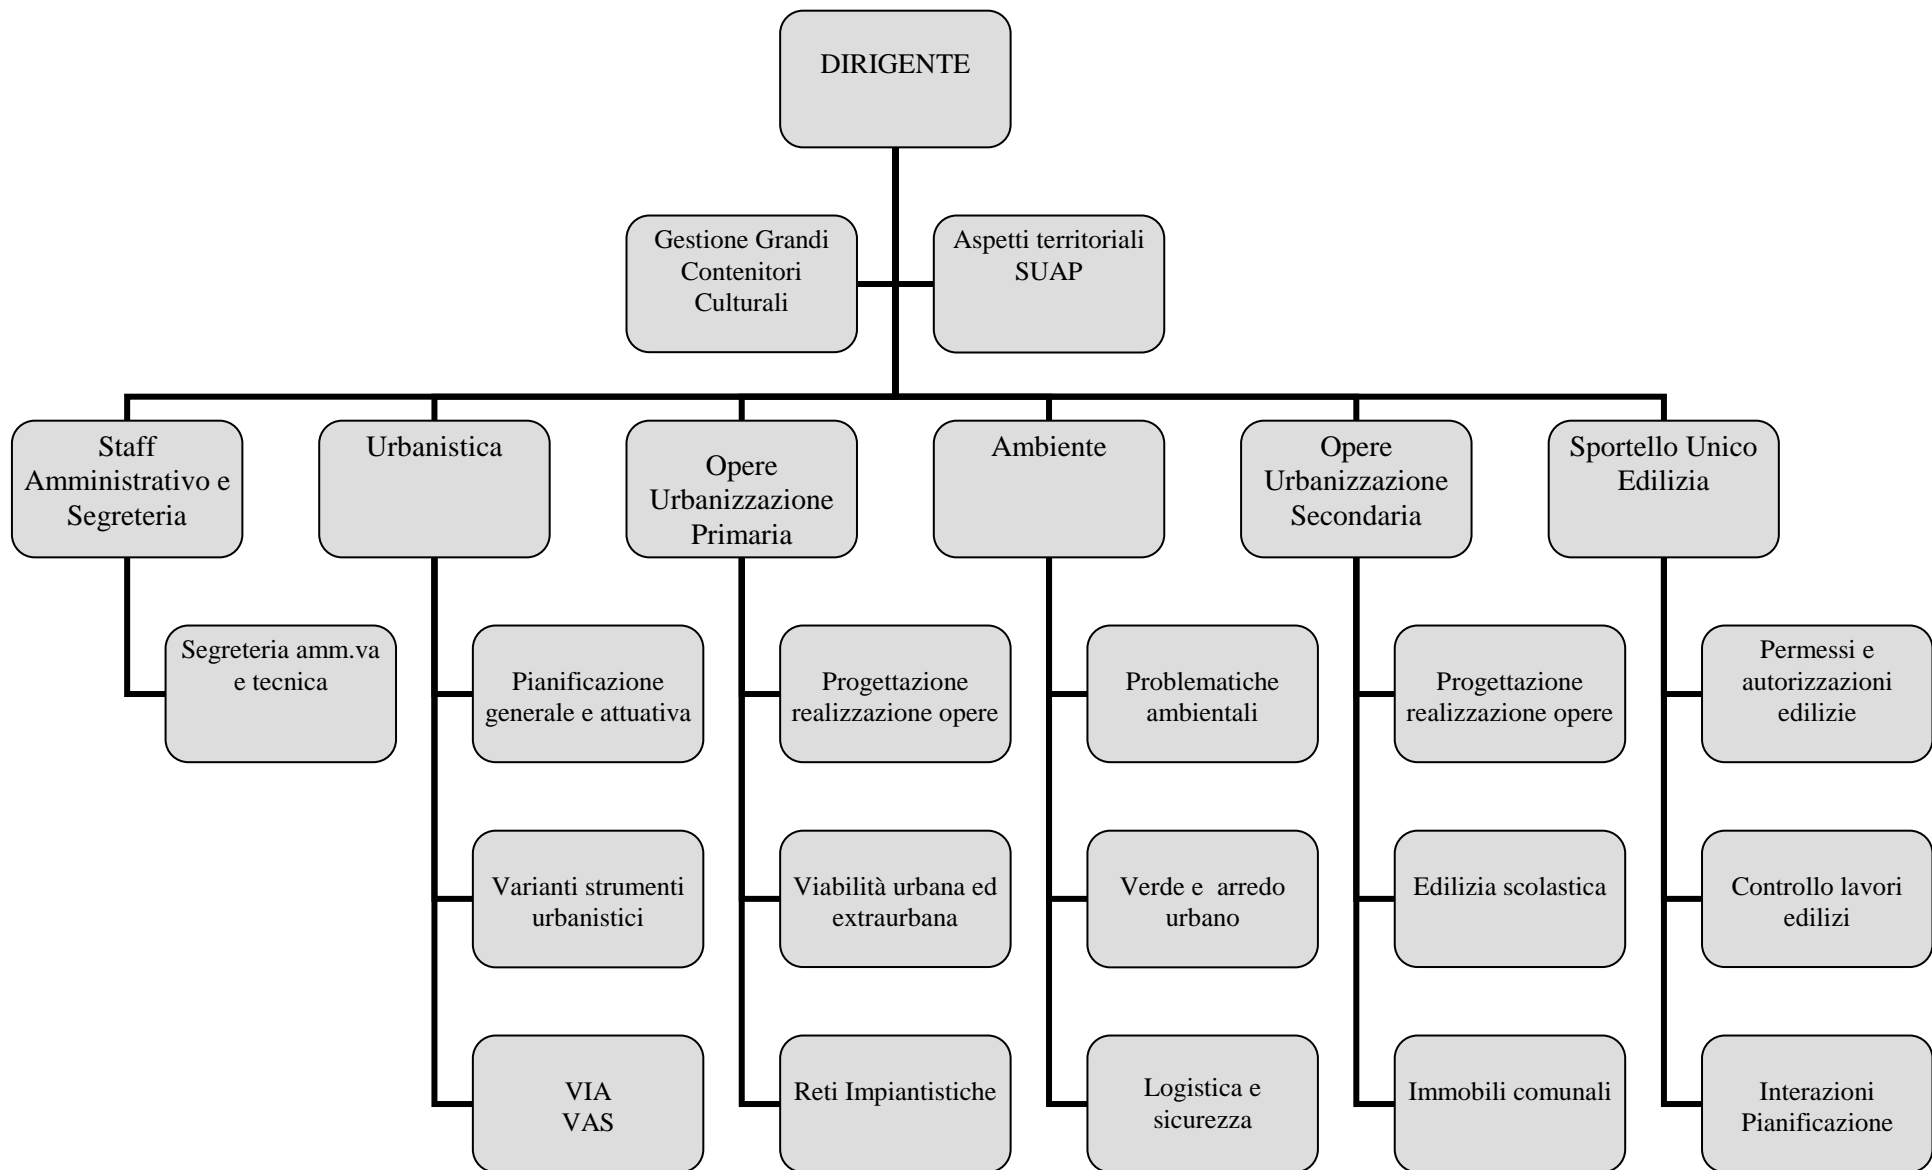 DIRIGENTE
Gestione Grandi
Contenitori
Culturali
Aspetti territoriali
SUAP
Staff
Amministrativo e
Segreteria
Urbanistica
Opere
Urbanizzazione
Primaria
Ambiente
Opere
Urbanizzazione
Secondaria
Sportello Unico
Edilizia
Segreteria amm.va
e tecnica
Pianificazione
generale e attuativa
Progettazione
realizzazione opere
Problematiche
ambientali
Progettazione
realizzazione opere
Permessi e
autorizzazioni
edilizie
Varianti strumenti
urbanistici
Viabilità urbana ed
extraurbana
Verde e arredo
urbano
Edilizia scolastica
Controllo lavori
edilizi
VIA
VAS
Reti Impiantistiche
Logistica e
sicurezza
Immobili comunali
Interazioni
Pianificazione